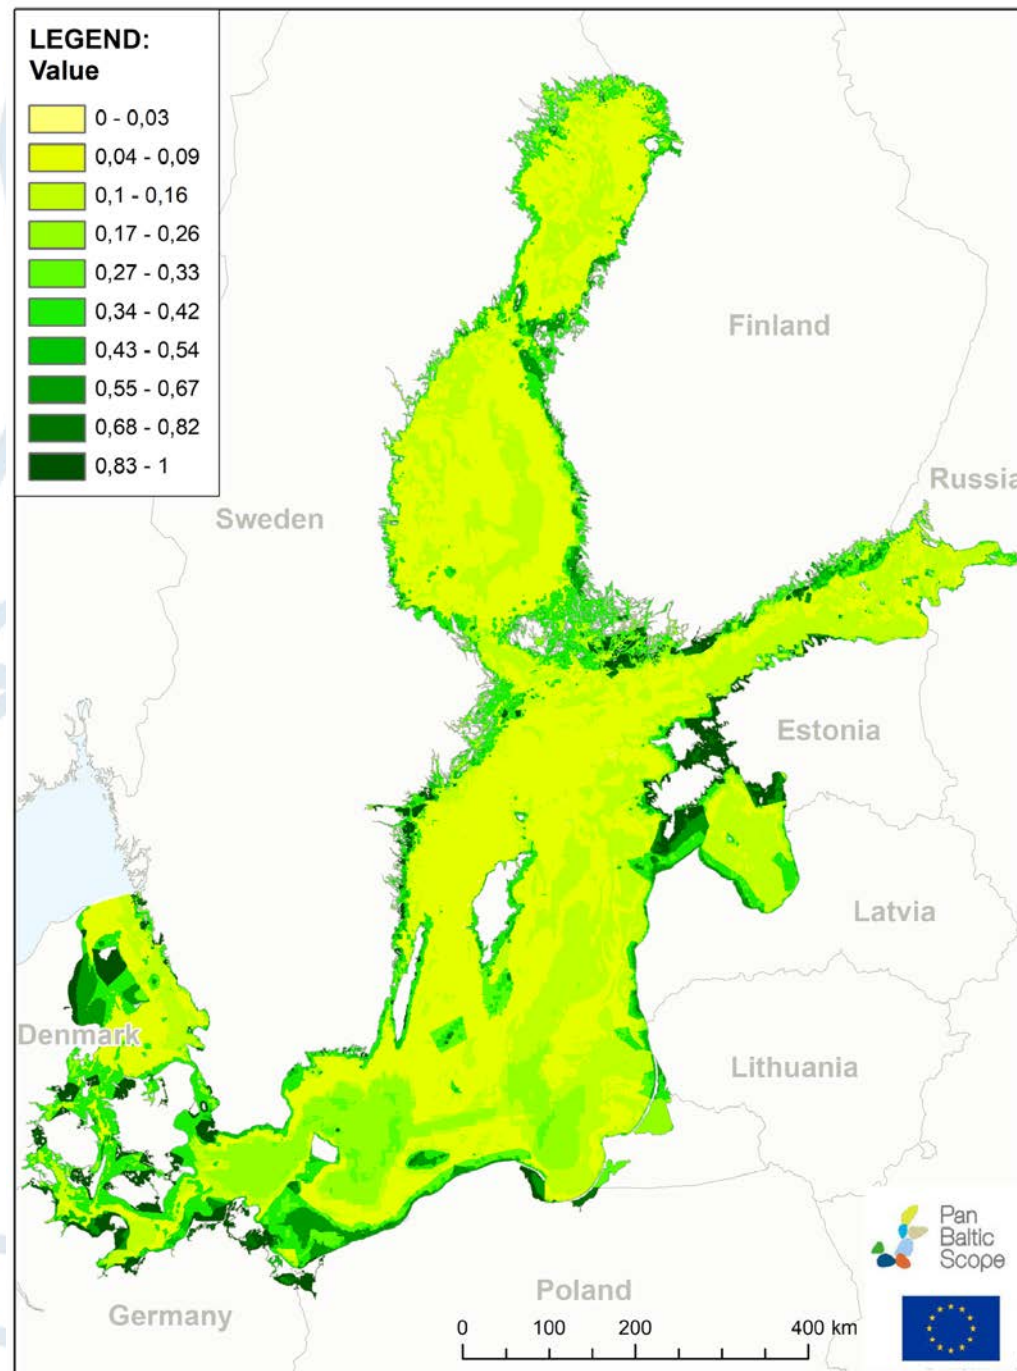 LEGEND:
Value
0 - 0,03
0,04 - 0,09
0,1 - 0,16
0,17 - 0,26
0,27 - 0,33
0,34 - 0,42
0,43 - 0,54
0,55 - 0,67
0,68 - 0,82
0,83 - 1
Finland
Russia
Sweden
Estonia
Latvia
Denmark
Lithuania
Pan
Baltic
Scope
Poland
Germany
0 100 200 400 km